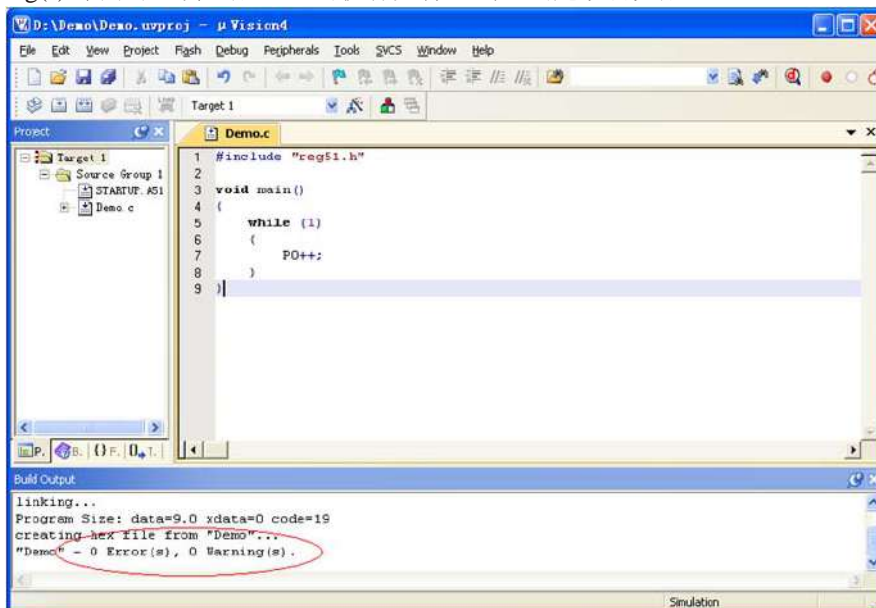 D:\Demo\Demo.uvproj - µVision4
File Edit View Project Flash Debug Peripherals Tools SVCS Window Help
Target 1
Project
Demo.c
Target 1
Source Group 1
STARTUP.A51
Demo.c
1 #include "reg51.h"
2
3 void main()
4 {
5 while (1)
6 {
7 P0++;
8 }
9 }
P. B. {} F. 0 T.
Build Output
linking...
Program Size: data=9.0 xdata=0 code=19
creating hex file from "Demo"...
"Demo" - 0 Error(s), 0 Warning(s).
Simulation